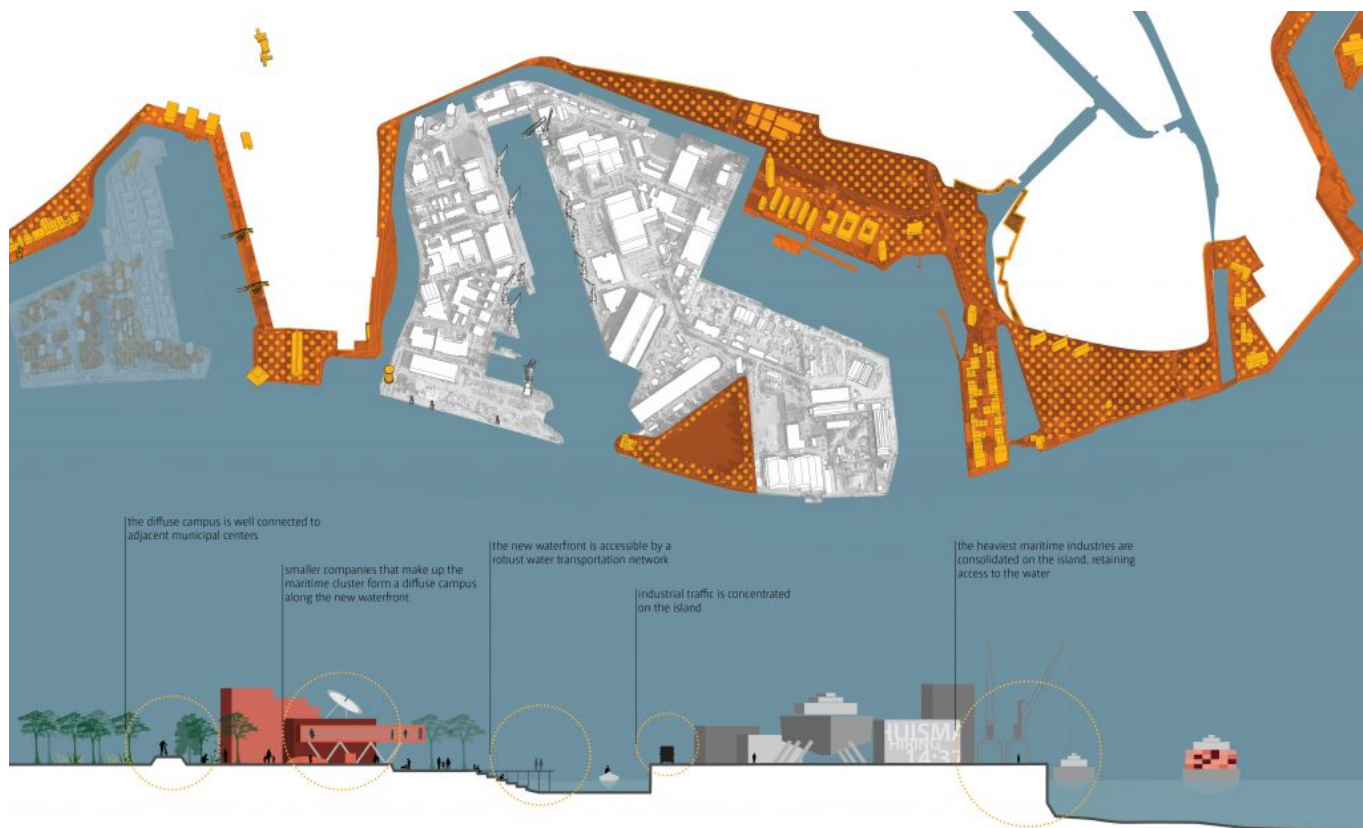 the diffuse campus is well connected to
adjacent municipal centers
smaller companies that make up the
maritime cluster form a diffuse campus
along the new waterfront
the new waterfront is accessible by a
robust water transportation network
industrial traffic is concentrated
on the island
the heaviest maritime industries are
consolidated on the island, retaining
access to the water
HUISMA
HIRING
14:37